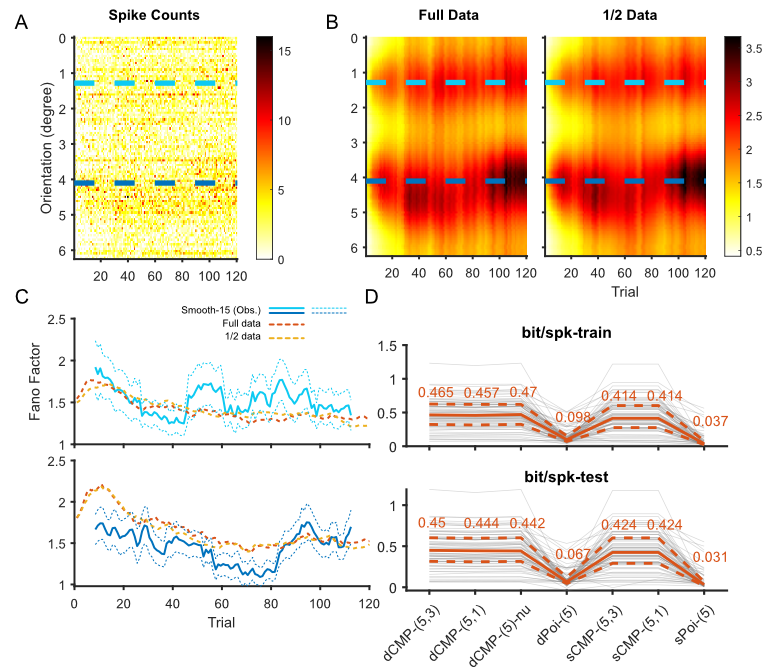 A
Spike Counts
Orientation (degree)
0
1
2
3
4
5
6
20 40 60 80 100 120
15
10
5
0
B
Full Data
1/2 Data
0
1
2
3
4
5
6
20 40 60 80 100 120
20 40 60 80 100 120
Trial
3.5
3
2.5
2
1.5
1
0.5
C
Smooth-15 (Obs.)
Full data
1/2 data
Fano Factor
2.5
2
1.5
1
2.5
2
1.5
1
0 20 40 60 80 100 120
Trial
D
bit/spk-train
1.5
1
0.5
0
0.465 0.457 0.47 0.098 0.414 0.414 0.037
bit/spk-test
1
0.5
0
0.45 0.444 0.442 0.067 0.424 0.424 0.031
dCMP-(5,3)
dCMP-(5,1)
dCMP-(5)-nu
dPoi-(5)
sCMP-(5,3)
sCMP-(5,1)
sPoi-(5)